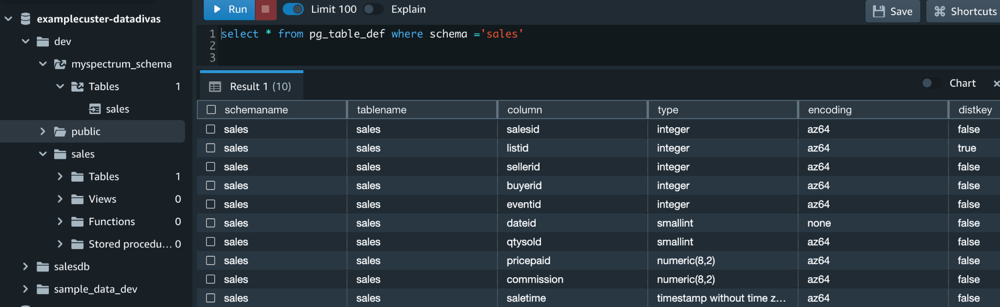 examplecuster-datadivas
dev
myspectrum_schema
Tables 1
sales
public
sales
Tables 1
Views 0
Functions 0
Stored procedu... 0
salesdb
sample_data_dev
Run Limit 100 Explain Save Shortcuts
1 select * from pg_table_def where schema ='sales'
2
3
Result 1 (10) Chart
schemaname tablename column type encoding distkey
sales sales salesid integer az64 false
sales sales listid integer az64 true
sales sales sellerid integer az64 false
sales sales buyerid integer az64 false
sales sales eventid integer az64 false
sales sales dateid smallint none false
sales sales qtysold smallint az64 false
sales sales pricepaid numeric(8,2) az64 false
sales sales commission numeric(8,2) az64 false
sales sales saletime timestamp without time z... az64 false